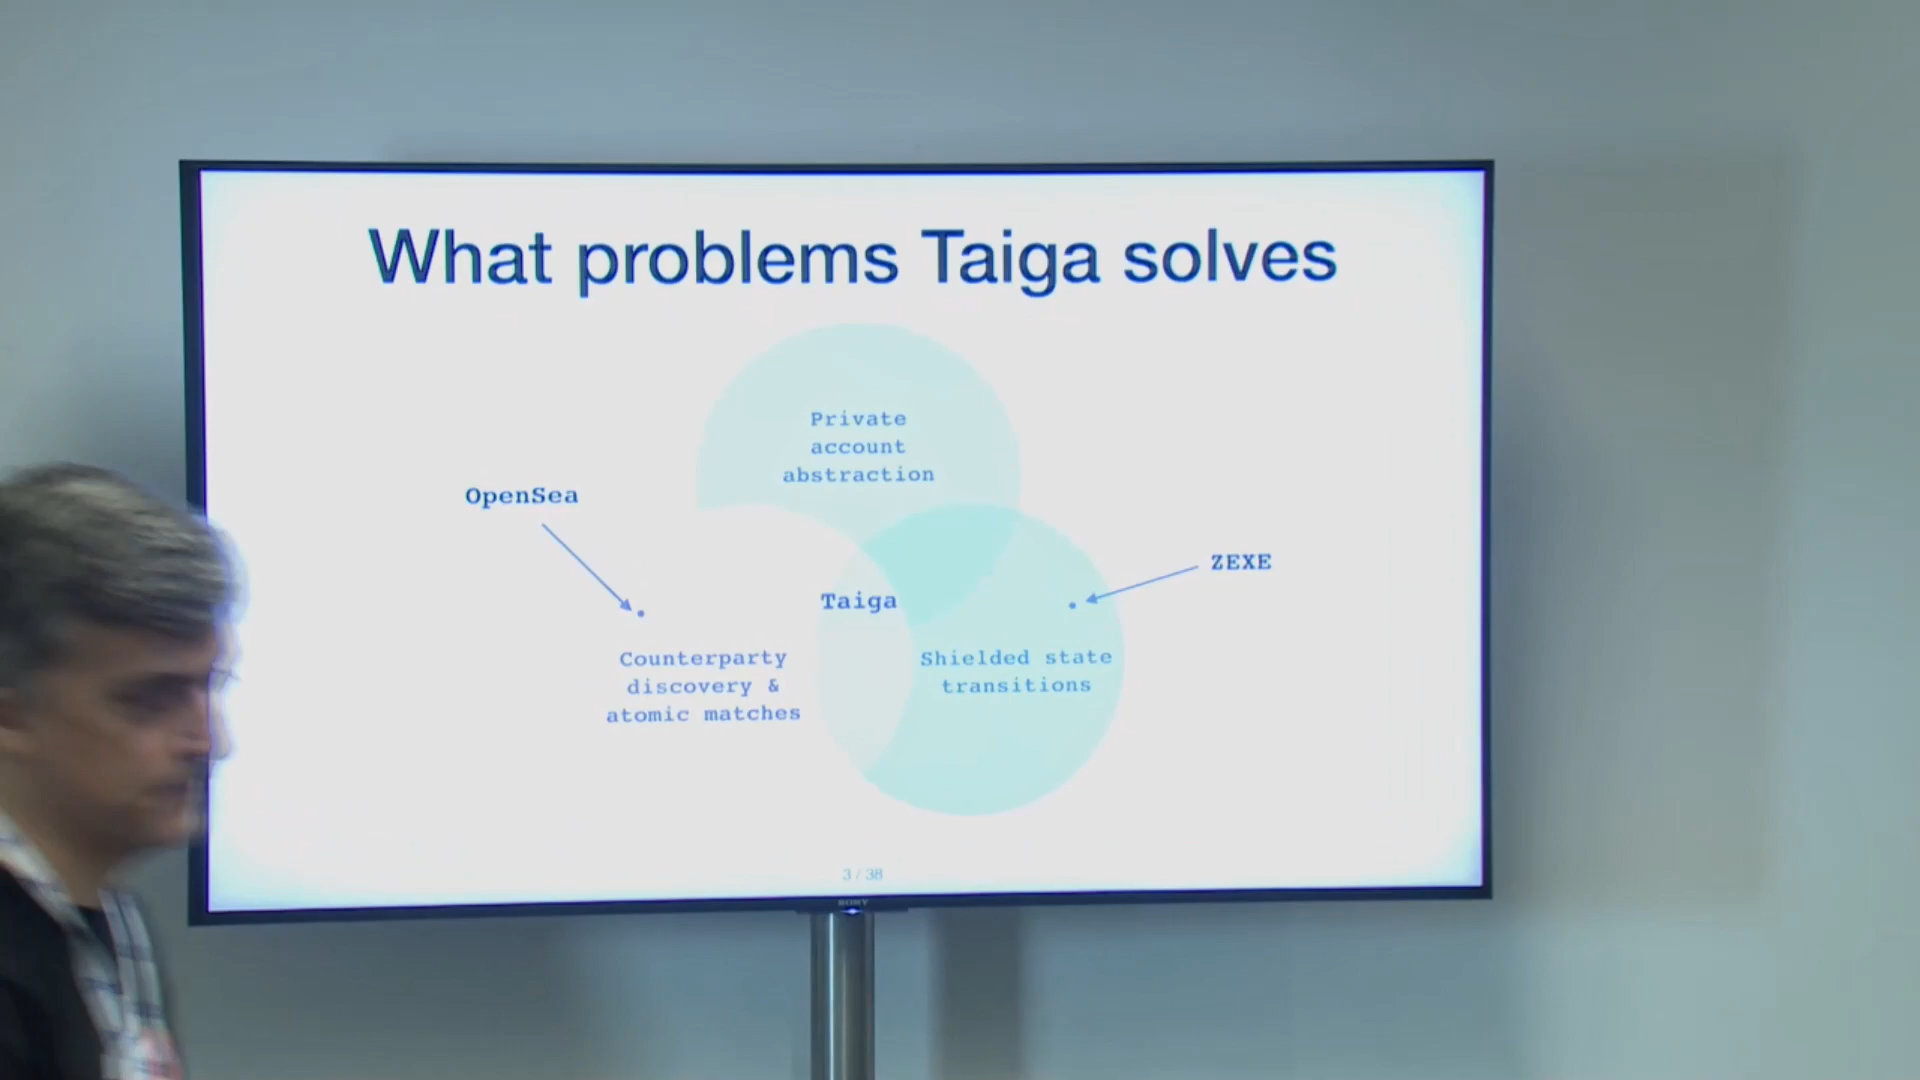 What problems Taiga solves
Private
account
abstraction
OpenSea
ZEXE
Taiga
Counterparty
discovery &
atomic matches
Shielded state
transitions
3 / 38
SONY